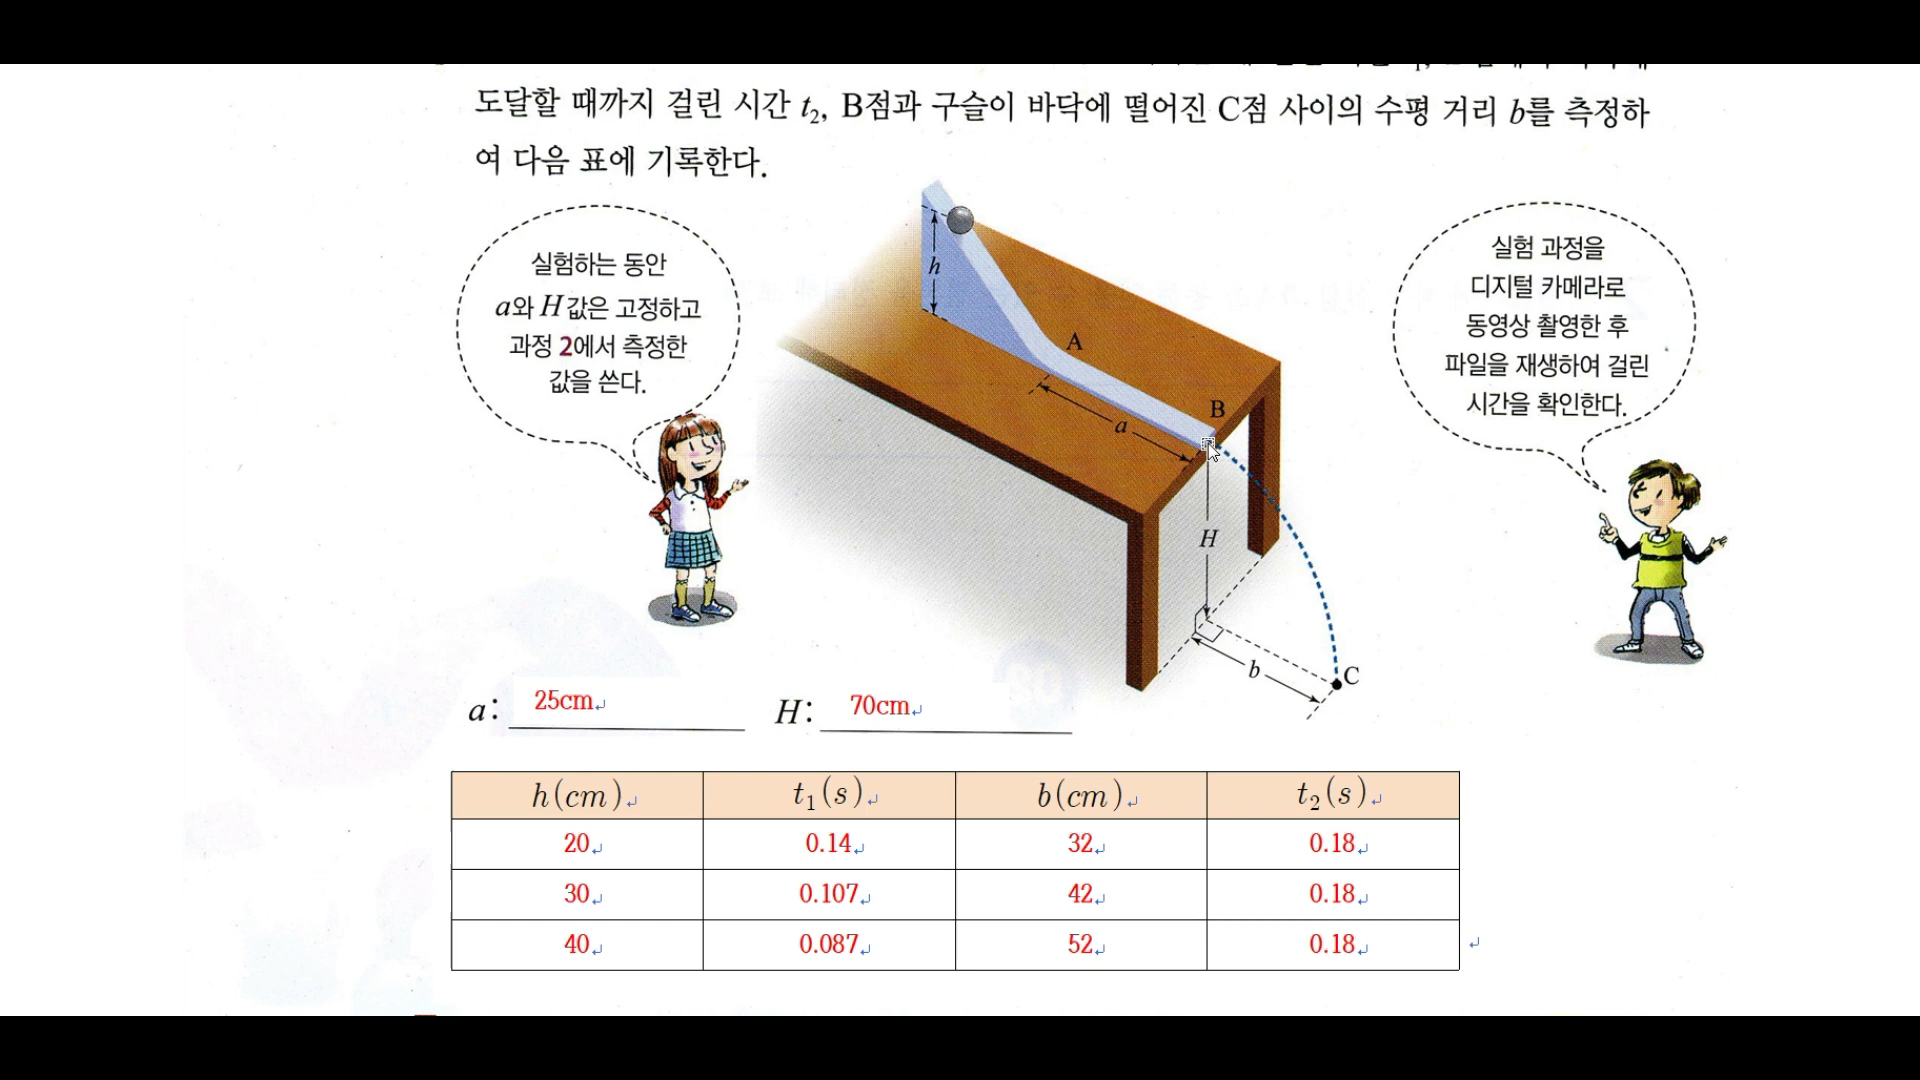 도달할 때까지 걸린 시간 t₂, B점과 구슬이 바닥에 떨어진 C점 사이의 수평 거리 b를 측정하
여 다음 표에 기록한다.
실험하는 동안
a와 H값은 고정하고
과정 2에서 측정한
값을 쓴다.
실험 과정을
디지털 카메라로
동영상 촬영한 후
파일을 재생하여 걸린
시간을 확인한다.
h
A
B
a
H
b
C
a: 25cm
H: 70cm
h(cm) t₁(s) b(cm) t₂(s)
20 0.14 32 0.18
30 0.107 42 0.18
40 0.087 52 0.18